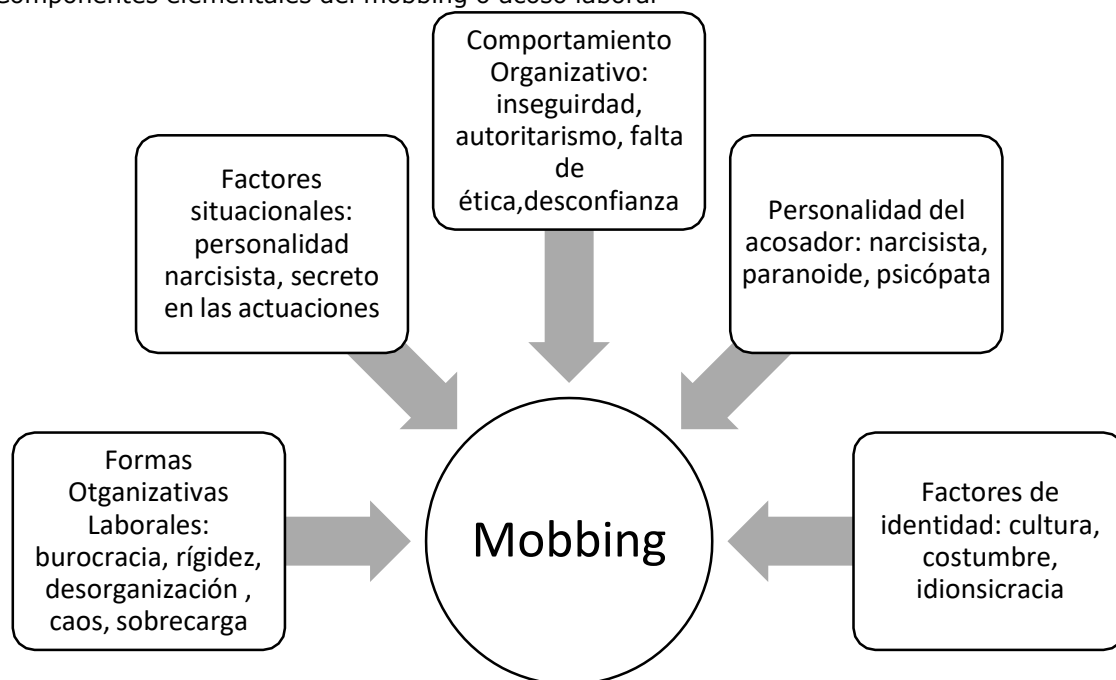 Componentes elementales del mobbing o acoso laboral
Comportamiento
Organizativo:
inseguirdad,
autoritarismo, falta
de
ética,desconfianza
Factores
situacionales:
personalidad
narcisista, secreto
en las actuaciones
Personalidad del
acosador: narcisista,
paranoide, psicópata
Formas
Otganizativas
Laborales:
burocracia, rígidez,
desorganización ,
caos, sobrecarga
Mobbing
Factores de
identidad: cultura,
costumbre,
idionsicracia